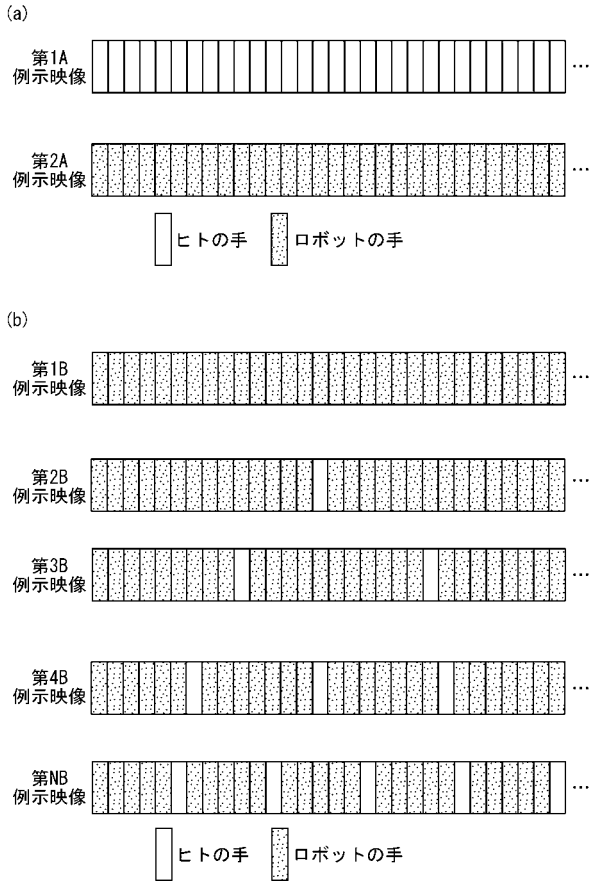 (a)
第1A
例示映像
…
第2A
例示映像
…
ヒトの手 ロボットの手
(b)
第1B
例示映像
…
第2B
例示映像
…
第3B
例示映像
…
第4B
例示映像
…
第NB
例示映像
…
ヒトの手 ロボットの手